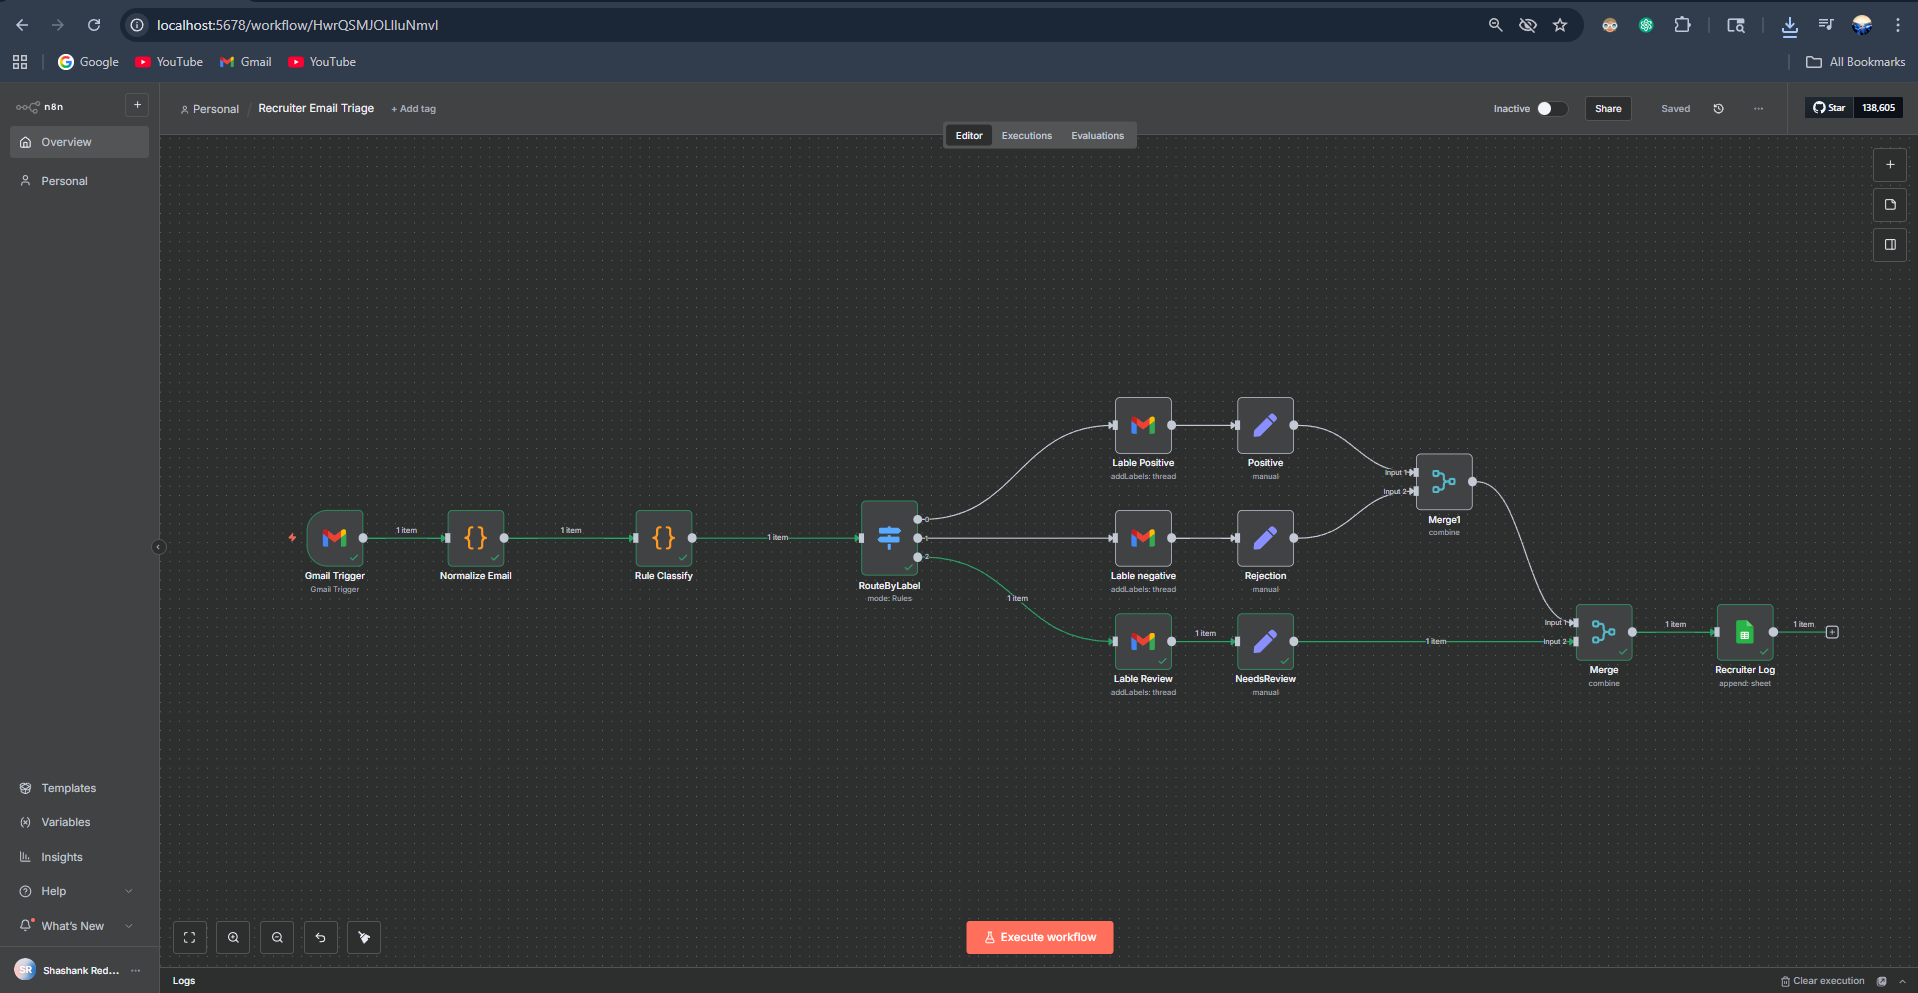 localhost:5678/workflow/HwrQSMJOLlIuNmvI
Google
YouTube
Gmail
YouTube
All Bookmarks
n8n
+
Personal
/
Recruiter Email Triage
+ Add tag
Inactive
Share
Saved
...
Star
138,605
Editor
Executions
Evaluations
Overview
Personal
Gmail Trigger
Gmail Trigger
1 item
Normalize Email
1 item
Rule Classify
1 item
RouteByLabel
mode: Rules
0
1
2
1 item
Lable Positive
addLabels: thread
Positive
manual
Lable negative
addLabels: thread
Rejection
manual
Lable Review
addLabels: thread
1 item
NeedsReview
manual
1 item
Input 1
Input 2
Merge1
combine
Input 1
Input 2
Merge
combine
1 item
Recruiter Log
append: sheet
1 item
Templates
Variables
Insights
Help
What's New
SR
Shashank Red...
...
Execute workflow
Logs
Clear execution